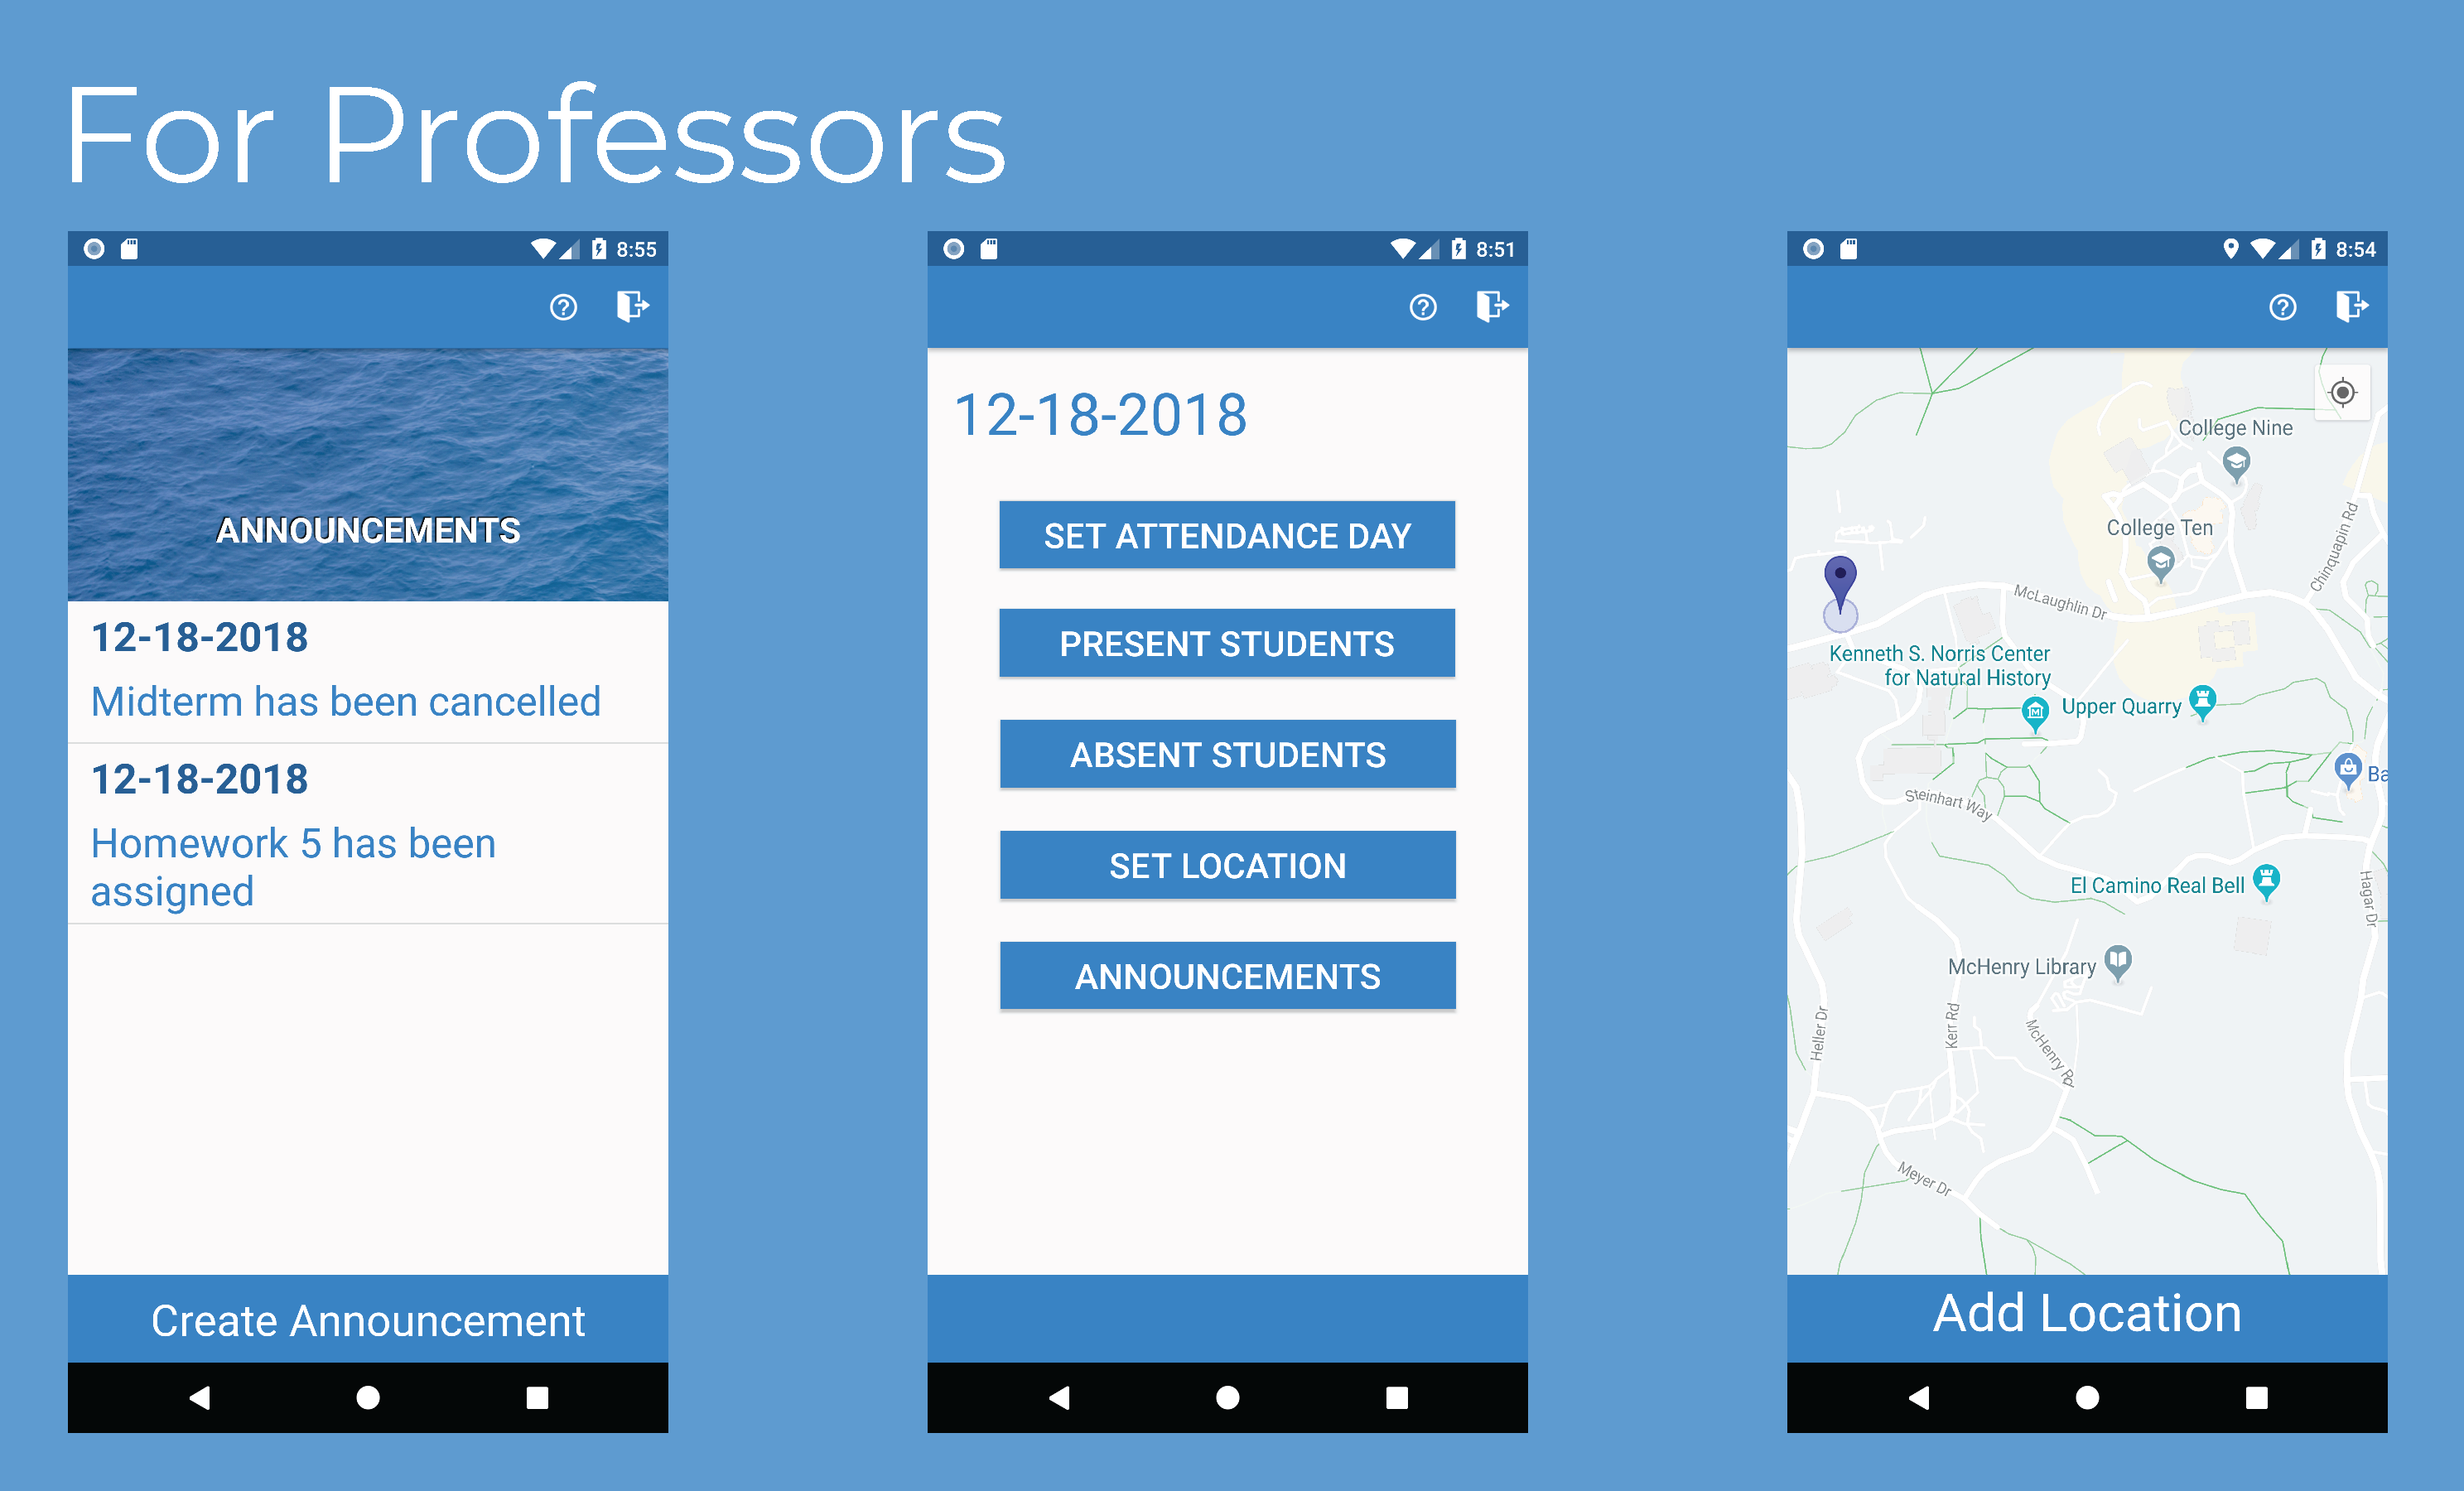 For Professors
8:55
ANNOUNCEMENTS
12-18-2018
Midterm has been cancelled
12-18-2018
Homework 5 has been
assigned
Create Announcement
8:51
12-18-2018
SET ATTENDANCE DAY
PRESENT STUDENTS
ABSENT STUDENTS
SET LOCATION
ANNOUNCEMENTS
8:54
College Nine
College Ten
Chinquapin Rd
McLaughlin Dr
Kenneth S. Norris Center
for Natural History
Upper Quarry
Ba
Steinhart Way
El Camino Real Bell
Hagar Dr
McHenry Library
Heller Dr
Kerr Rd
McHenry Rd
Meyer Dr
Add Location